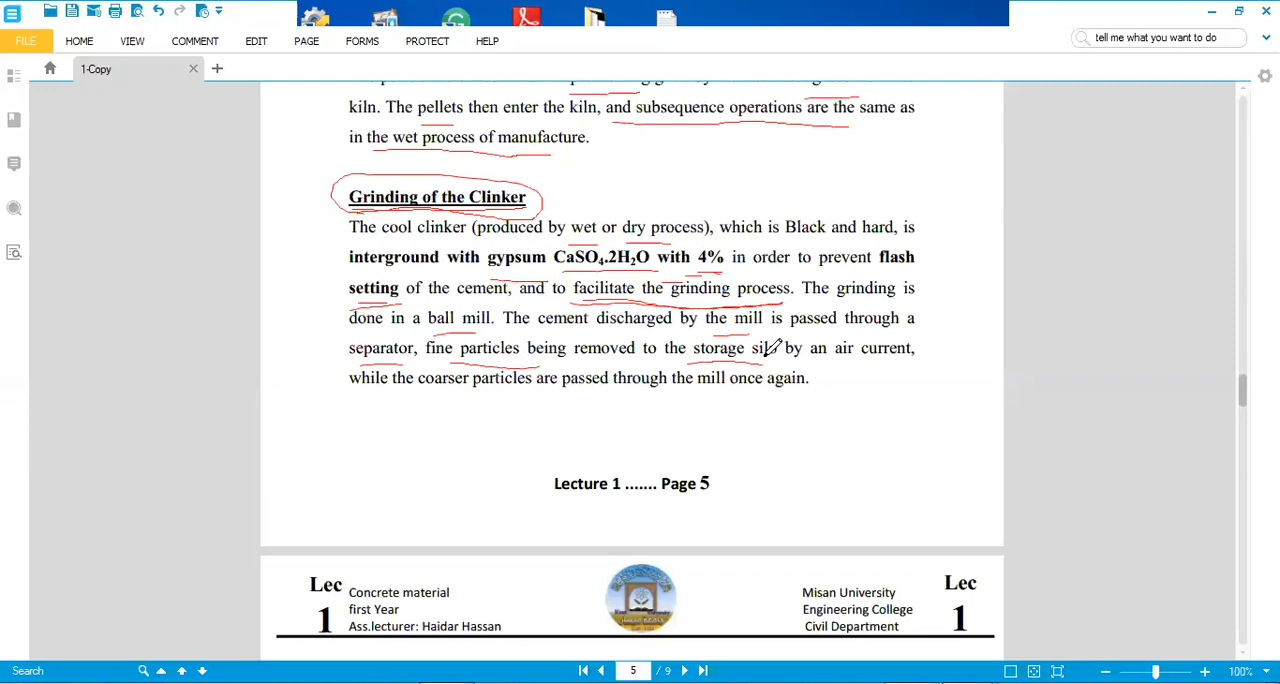 FILE HOME VIEW COMMENT EDIT PAGE FORMS PROTECT HELP
tell me what you want to do
1-Copy
kiln. The pellets then enter the kiln, and subsequence operations are the same as
in the wet process of manufacture.
Grinding of the Clinker
The cool clinker (produced by wet or dry process), which is Black and hard, is
interground with gypsum CaSO₄.2H₂O with 4% in order to prevent flash
setting of the cement, and to facilitate the grinding process. The grinding is
done in a ball mill. The cement discharged by the mill is passed through a
separator, fine particles being removed to the storage silo by an air current,
while the coarser particles are passed through the mill once again.
Lecture 1 ....... Page 5
Lec
1
Concrete material
first Year
Ass.lecturer: Haidar Hassan
Misan University
Engineering College
Civil Department
Lec
1
Search
5 / 9
100%